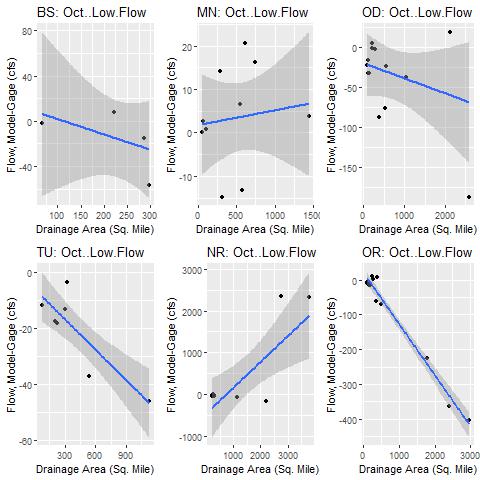 BS: Oct..Low.Flow
MN: Oct..Low.Flow
OD: Oct..Low.Flow
Flow, Model-Gage (cfs)
80
40
0
-40
100
150
200
250
300
Drainage Area (Sq. Mile)
Flow, Model-Gage (cfs)
20
10
0
-10
0
500
1000
1500
Drainage Area (Sq. Mile)
Flow, Model-Gage (cfs)
0
-50
-100
-150
0
1000
2000
Drainage Area (Sq. Mile)
TU: Oct..Low.Flow
NR: Oct..Low.Flow
OR: Oct..Low.Flow
Flow, Model-Gage (cfs)
0
-20
-40
-60
300
600
900
Drainage Area (Sq. Mile)
Flow, Model-Gage (cfs)
3000
2000
1000
0
-1000
0
1000
2000
3000
Drainage Area (Sq. Mile)
Flow, Model-Gage (cfs)
0
-100
-200
-300
-400
0
1000
2000
3000
Drainage Area (Sq. Mile)